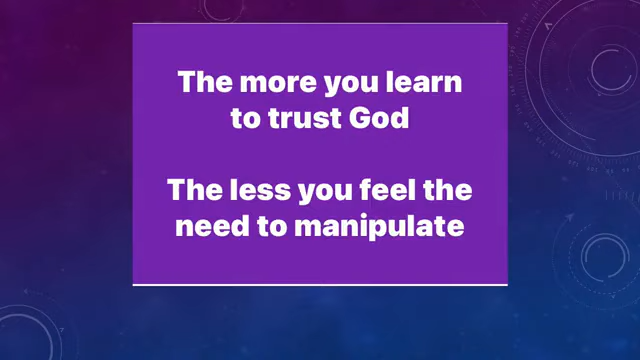 The more you learn
to trust God
The less you feel the
need to manipulate